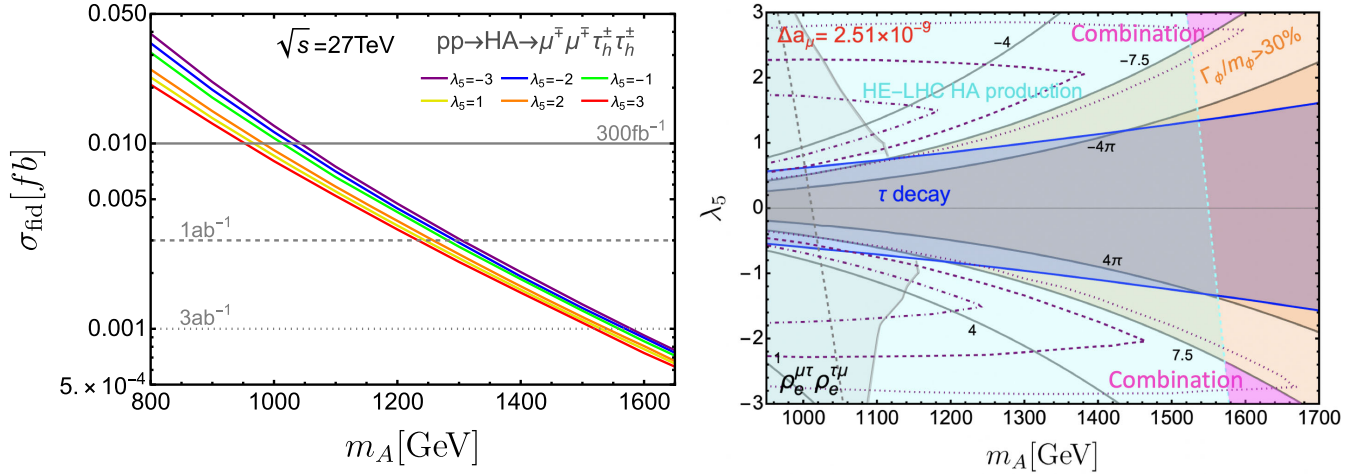 √s =27TeV
pp→HA→μ∓μ∓τh±τh±
λ5=-3 λ5=-2 λ5=-1
λ5=1 λ5=2 λ5=3
300fb⁻¹
1ab⁻¹
3ab⁻¹
σfid[fb]
0.050
0.010
0.005
0.001
5.×10⁻⁴
800 1000 1200 1400 1600
mA[GeV]
Δaμ= 2.51×10⁻⁹
Combination
Γϕ/mϕ>30%
HE–LHC HA production
-4
-7.5
-4π
τ decay
4π
4
7.5
1
ρe^μτ ρe^τμ
Combination
λ5
3
2
1
0
-1
-2
-3
1000 1100 1200 1300 1400 1500 1600 1700
mA[GeV]